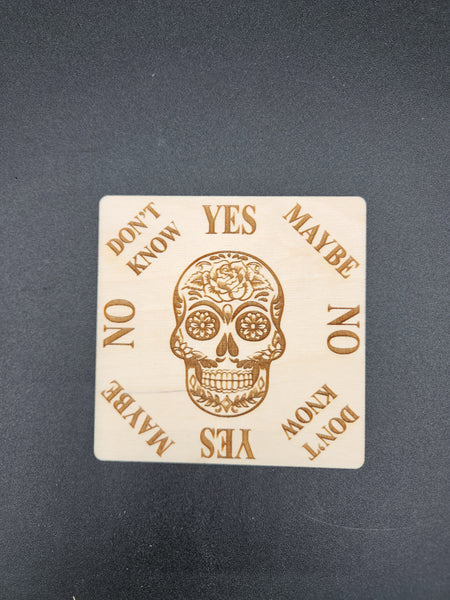 YES
MAYBE
NO
DON'T
KNOW
YES
MAYBE
NO
DON'T
KNOW